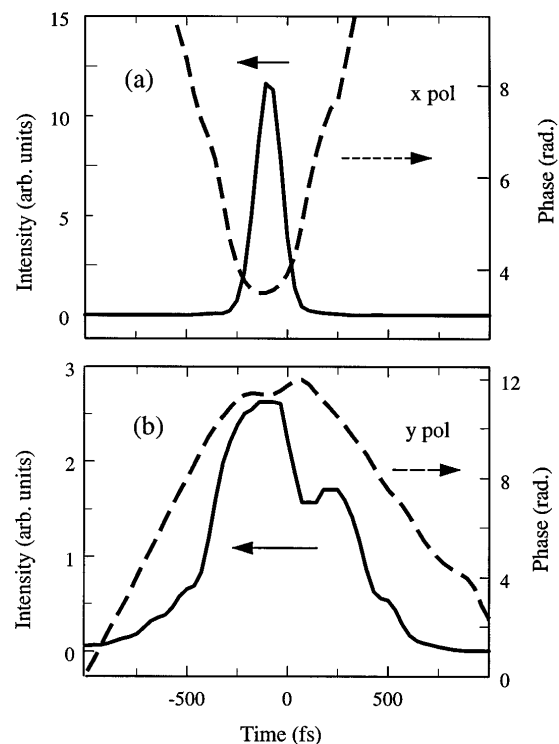 15
10
5
0
Intensity (arb. units)
(a)
x pol
8
6
4
Phase (rad.)
3
2
1
0
Intensity (arb. units)
(b)
y pol
12
8
4
0
Phase (rad.)
-500
0
500
Time (fs)